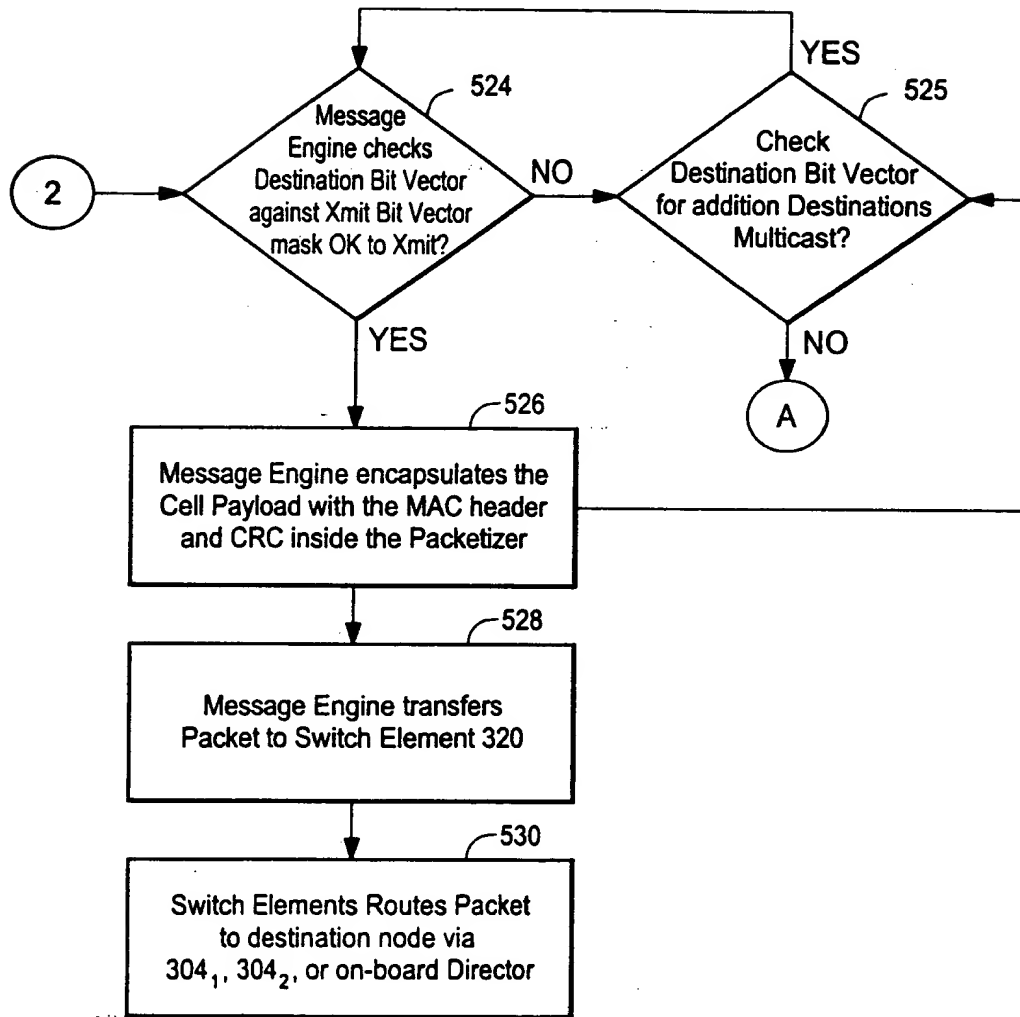 YES
524
525
Message
Engine checks
Destination Bit Vector
against Xmit Bit Vector
mask OK to Xmit?
Check
Destination Bit Vector
for addition Destinations
Multicast?
2
NO
YES
NO
A
526
Message Engine encapsulates the
Cell Payload with the MAC header
and CRC inside the Packetizer
528
Message Engine transfers
Packet to Switch Element 320
530
Switch Elements Routes Packet
to destination node via
304₁, 304₂, or on-board Director